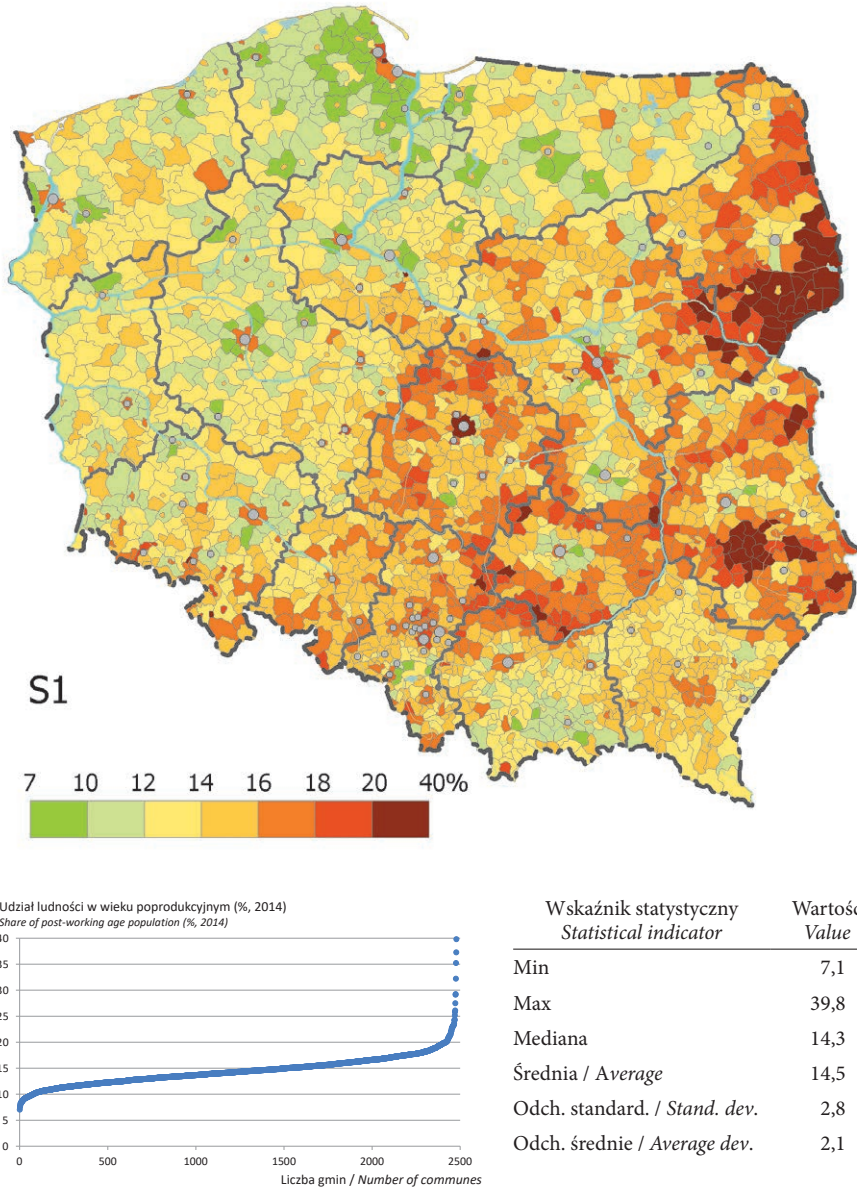 S1
7 10 12 14 16 18 20 40%
Udział ludności w wieku poprodukcyjnym (%, 2014)
Share of post-working age population (%, 2014)
40
35
30
25
20
15
10
5
0
0 500 1000 1500 2000 2500
Liczba gmin / Number of communes
Wskaźnik statystyczny Wartość
Statistical indicator Value
Min 7,1
Max 39,8
Mediana 14,3
Średnia / Average 14,5
Odch. standard. / Stand. dev. 2,8
Odch. średnie / Average dev. 2,1